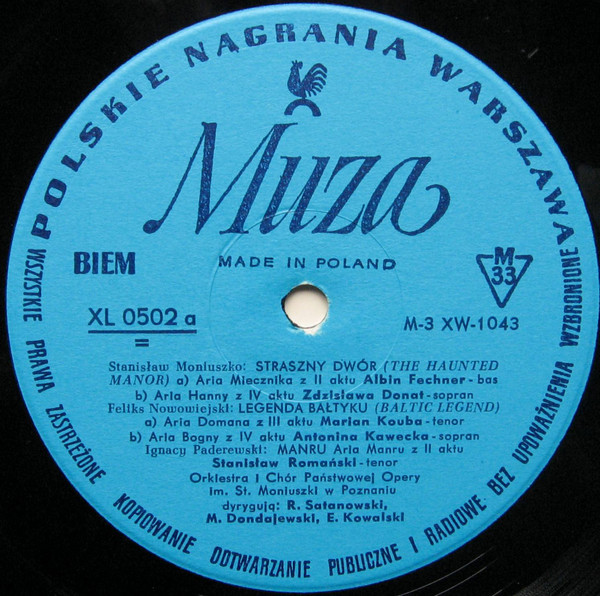 POLSKIE NAGRANIA WARSZAWA
Muza
MADE IN POLAND
BIEM
M
33
XL 0502 a
=
M-3 XW-1043
Stanisław Moniuszko: STRASZNY DWÓR (THE HAUNTED
MANOR) a) Aria Miecznika z II aktu Albin Fechner-bas
b) Aria Hanny z IV aktu Zdzisława Donat-sopran
Feliks Nowowiejski: LEGENDA BAŁTYKU (BALTIC LEGEND)
a) Aria Domana z III aktu Marian Kouba-tenor
b) Aria Bogny z IV aktu Antonina Kawecka-sopran
Ignacy Paderewski: MANRU Aria Manru z II aktu
Stanisław Romański-tenor
Orkiestra i Chór Państwowej Opery
im. St. Moniuszki w Poznaniu
dyrygują: R. Satanowski,
M. Dondajewski, E. Kowalski
WSZYSTKIE PRAWA ZASTRZEŻONE KOPIOWANIE ODTWARZANIE PUBLICZNE I RADIOWE BEZ UPOWAŻNIENIA WZBRONIONE